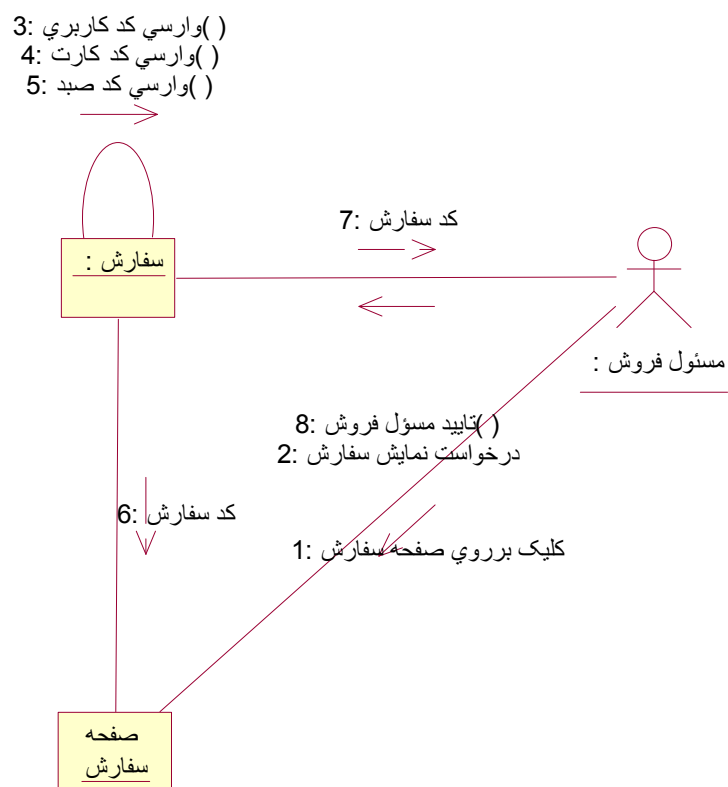 3: وارسي کد کاربري( )
4: وارسي کد کارت( )
5: وارسي کد صبد( )
7: کد سفارش
سفارش :
مسئول فروش :
8: تاييد مسؤل فروش( )
2: درخواست نمايش سفارش
6: کد سفارش
1: کليک برروي صفحه سفارش
صفحه
سفارش